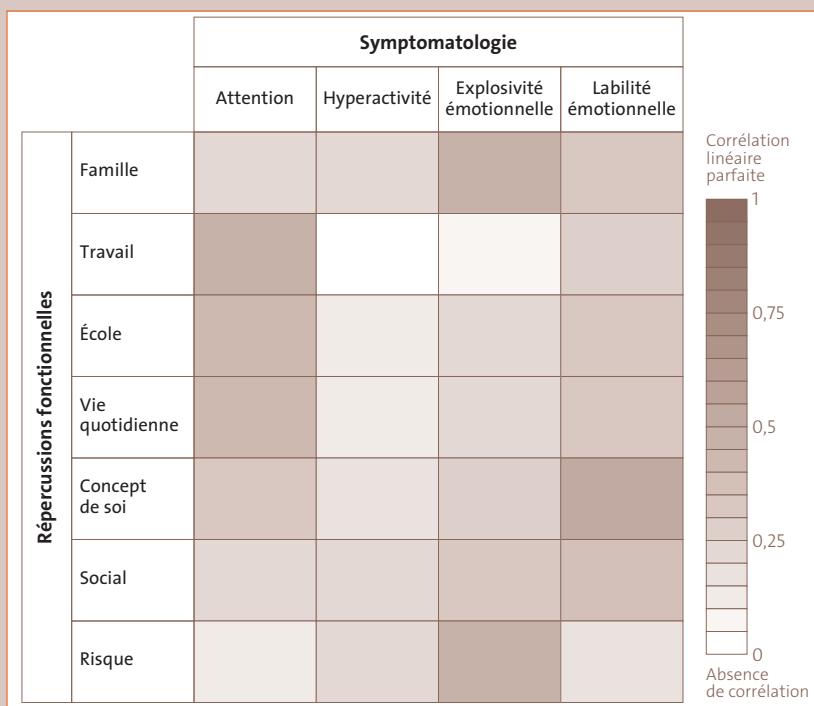 Symptomatologie
Attention
Hyperactivité
Explosivité
émotionnelle
Labilité
émotionnelle
Répercussions fonctionnelles
Famille
Travail
École
Vie
quotidienne
Concept
de soi
Social
Risque
Corrélation
linéaire
parfaite
1
0,75
0,5
0,25
0
Absence
de corrélation